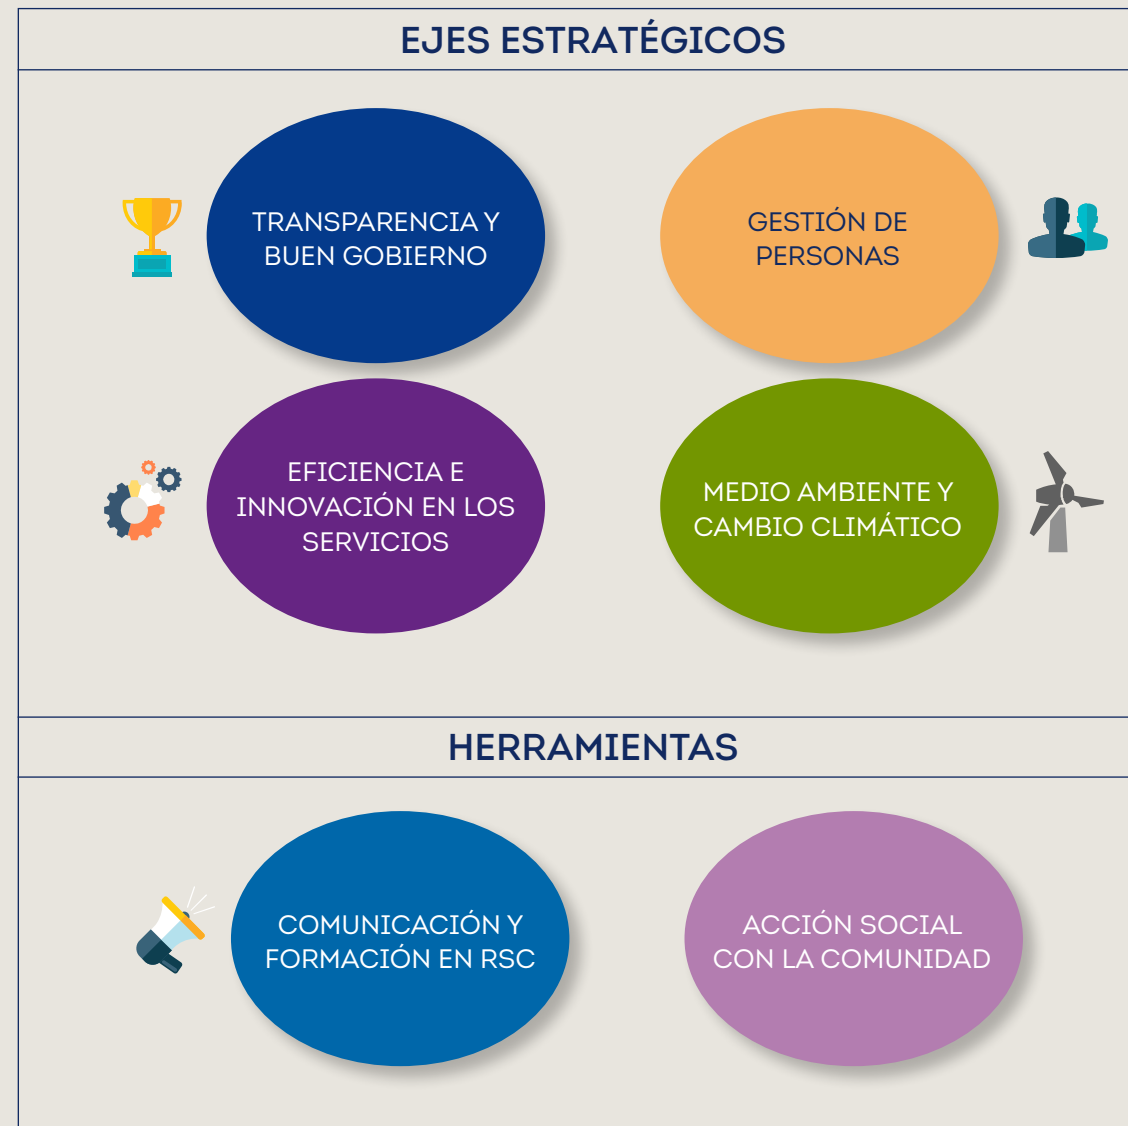 EJES ESTRATÉGICOS
TRANSPARENCIA Y
BUEN GOBIERNO
GESTIÓN DE
PERSONAS
EFICIENCIA E
INNOVACIÓN EN LOS
SERVICIOS
MEDIO AMBIENTE Y
CAMBIO CLIMÁTICO
HERRAMIENTAS
COMUNICACIÓN Y
FORMACIÓN EN RSC
ACCIÓN SOCIAL
CON LA COMUNIDAD